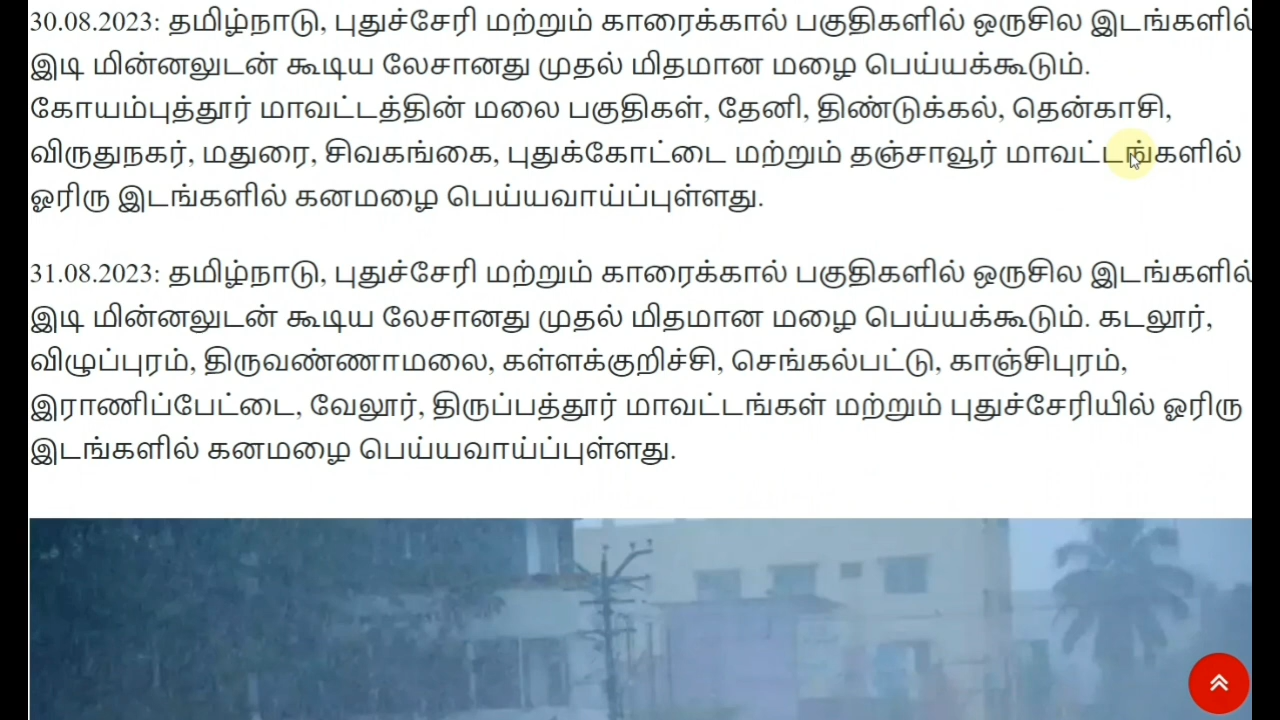 30.08.2023: தமிழ்நாடு, புதுச்சேரி மற்றும் காரைக்கால் பகுதிகளில் ஒருசில இடங்களில்
இடி மின்னலுடன் கூடிய லேசானது முதல் மிதமான மழை பெய்யக்கூடும்.
கோயம்புத்தூர் மாவட்டத்தின் மலை பகுதிகள், தேனி, திண்டுக்கல், தென்காசி,
விருதுநகர், மதுரை, சிவகங்கை, புதுக்கோட்டை மற்றும் தஞ்சாவூர் மாவட்டங்களில்
ஓரிரு இடங்களில் கனமழை பெய்யவாய்ப்புள்ளது.
31.08.2023: தமிழ்நாடு, புதுச்சேரி மற்றும் காரைக்கால் பகுதிகளில் ஒருசில இடங்களில்
இடி மின்னலுடன் கூடிய லேசானது முதல் மிதமான மழை பெய்யக்கூடும். கடலூர்,
விழுப்புரம், திருவண்ணாமலை, கள்ளக்குறிச்சி, செங்கல்பட்டு, காஞ்சிபுரம்,
இராணிப்பேட்டை, வேலூர், திருப்பத்தூர் மாவட்டங்கள் மற்றும் புதுச்சேரியில் ஓரிரு
இடங்களில் கனமழை பெய்யவாய்ப்புள்ளது.